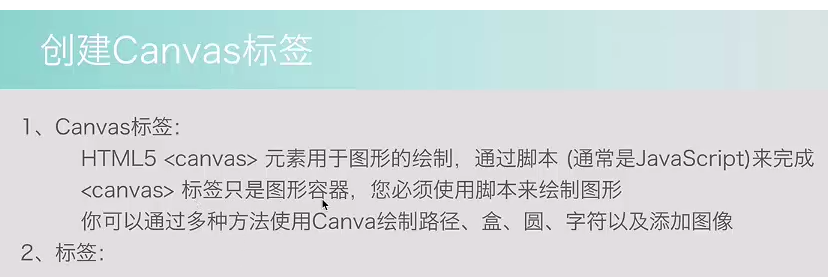 创建Canvas标签
1、Canvas标签：
HTML5 <canvas> 元素用于图形的绘制，通过脚本 (通常是JavaScript)来完成
<canvas> 标签只是图形容器，您必须使用脚本来绘制图形
你可以通过多种方法使用Canva绘制路径、盒、圆、字符以及添加图像
2、标签：